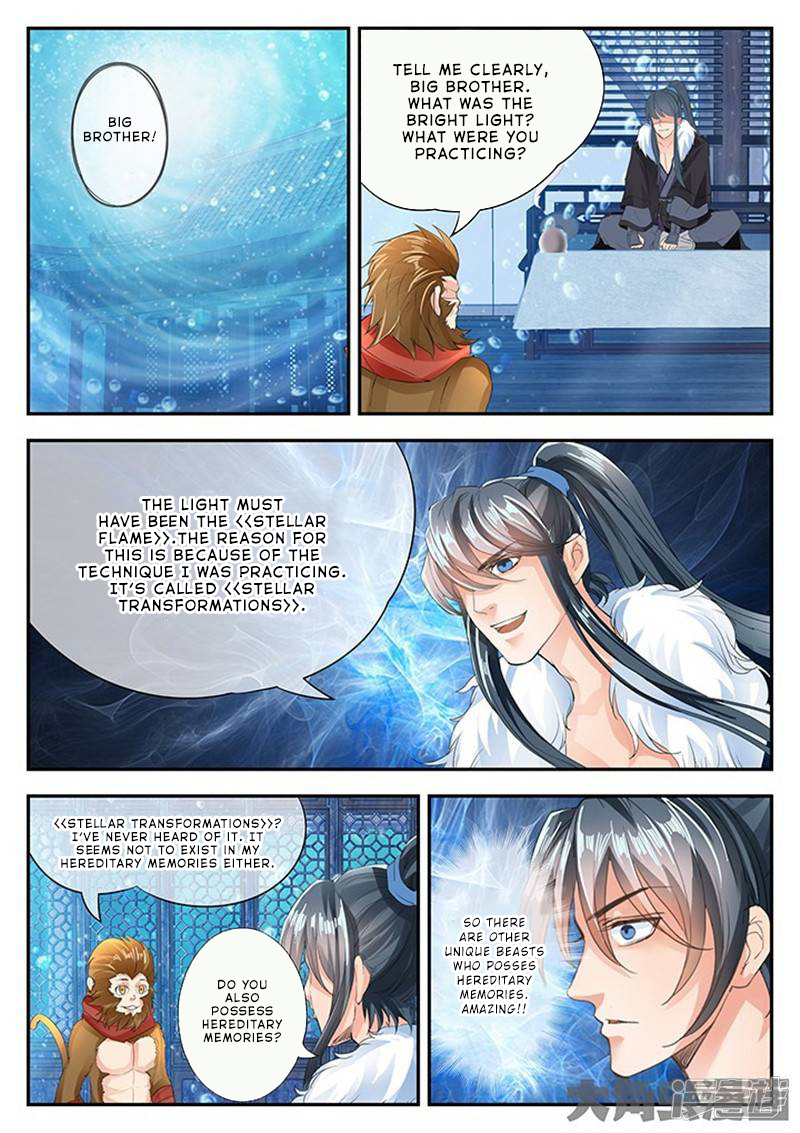 BIG
BROTHER!
TELL ME CLEARLY,
BIG BROTHER.
WHAT WAS THE
BRIGHT LIGHT?
WHAT WERE YOU
PRACTICING?
THE LIGHT MUST
HAVE BEEN THE <<STELLAR
FLAME>>.THE REASON FOR
THIS IS BECAUSE OF THE
TECHNIQUE I WAS PRACTICING.
IT'S CALLED <<STELLAR
TRANSFORMATIONS>>.
<<STELLAR TRANSFORMATIONS>>?
I'VE NEVER HEARD OF IT. IT
SEEMS NOT TO EXIST IN MY
HEREDITARY MEMORIES EITHER.
DO YOU
ALSO
POSSESS
HEREDITARY
MEMORIES?
SO THERE
ARE OTHER
UNIQUE BEASTS
WHO POSSES
HEREDITARY
MEMORIES.
AMAZING!!